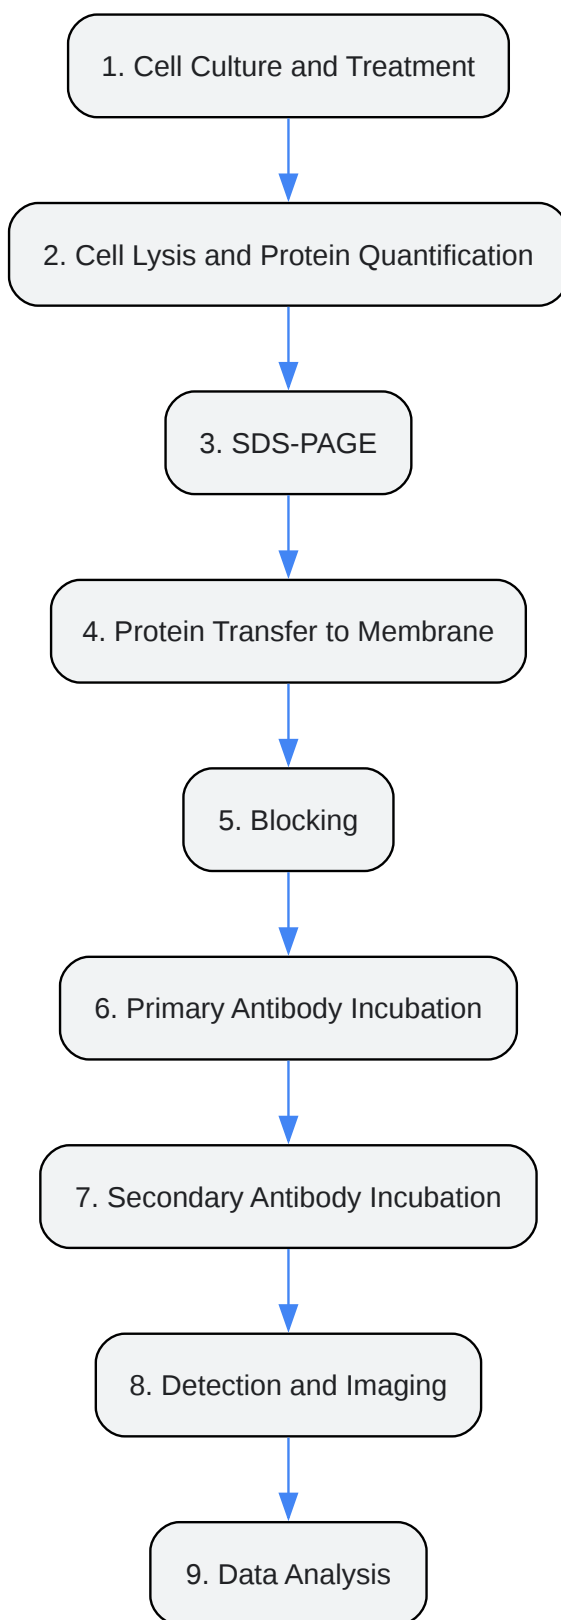 1. Cell Culture and Treatment
2. Cell Lysis and Protein Quantification
3. SDS-PAGE
4. Protein Transfer to Membrane
5. Blocking
6. Primary Antibody Incubation
7. Secondary Antibody Incubation
8. Detection and Imaging
9. Data Analysis